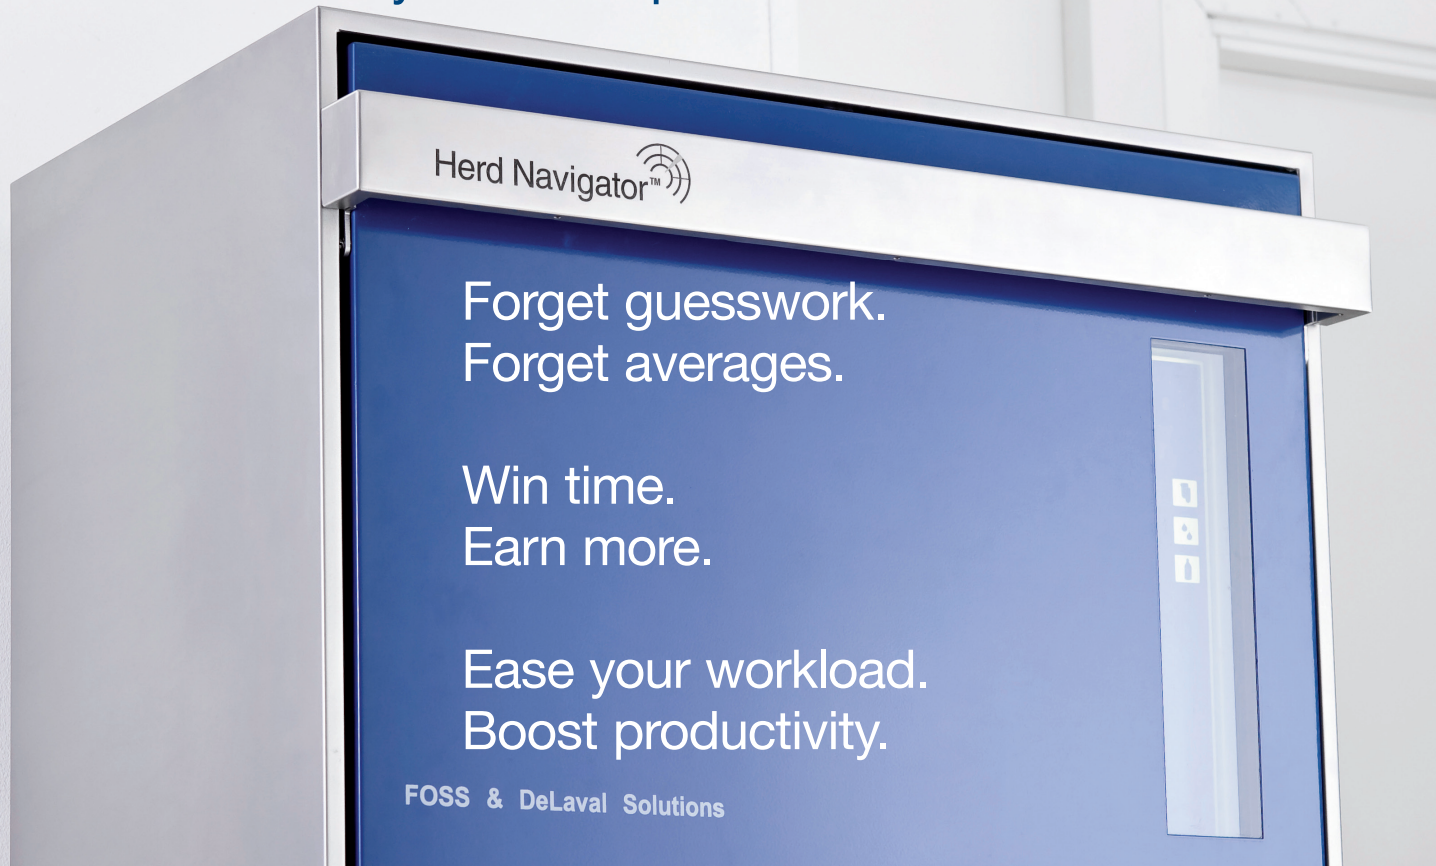 Herd Navigator™
Forget guesswork.
Forget averages.
Win time.
Earn more.
Ease your workload.
Boost productivity.
FOSS & DeLaval Solutions